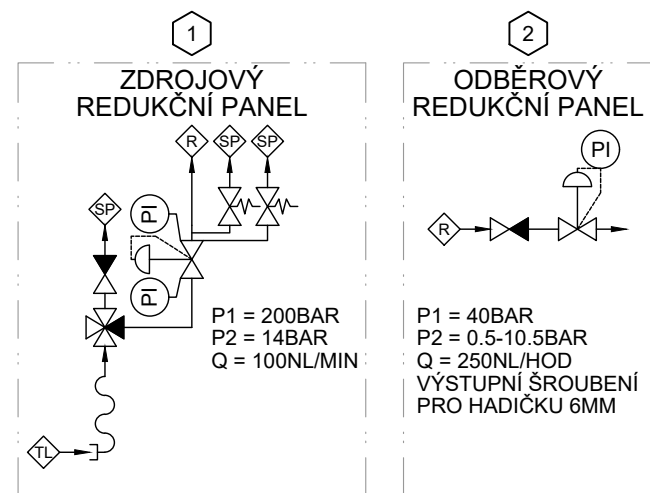 1
ZDROJOVÝ
REDUKČNÍ PANEL
R
SP
SP
SP
PI
PI
P1 = 200BAR
P2 = 14BAR
Q = 100NL/MIN
TL
2
ODBĚROVÝ
REDUKČNÍ PANEL
PI
R
P1 = 40BAR
P2 = 0.5-10.5BAR
Q = 250NL/HOD
VÝSTUPNÍ ŠROUBENÍ
PRO HADIČKU 6MM